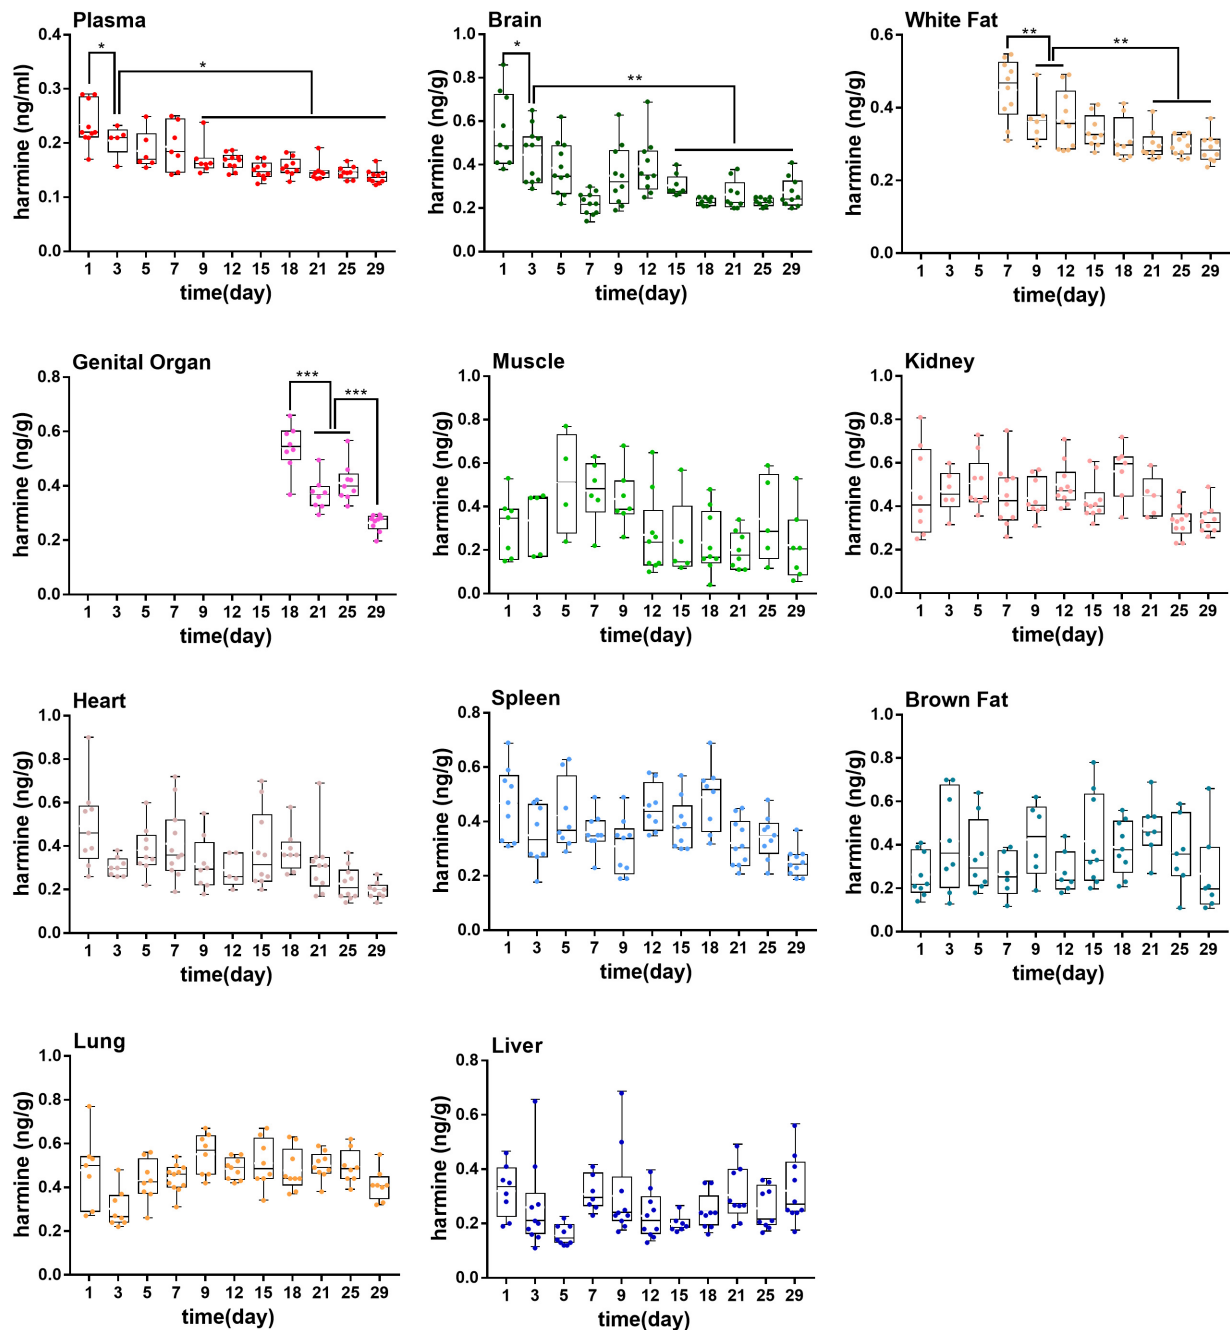 Plasma
harmine (ng/ml)
0.4
0.3
0.2
0.1
0.0
*
*
1 3 5 7 9 12 15 18 21 25 29
time(day)
Brain
harmine (ng/g)
1.0
0.8
0.6
0.4
0.2
0.0
*
**
1 3 5 7 9 12 15 18 21 25 29
time(day)
White Fat
harmine (ng/g)
0.6
0.4
0.2
0.0
**
**
1 3 5 7 9 12 15 18 21 25 29
time(day)
Genital Organ
harmine (ng/g)
0.8
0.6
0.4
0.2
0.0
***
***
1 3 5 7 9 12 15 18 21 25 29
time(day)
Muscle
harmine (ng/g)
1.0
0.8
0.6
0.4
0.2
0.0
1 3 5 7 9 12 15 18 21 25 29
time(day)
Kidney
harmine (ng/g)
1.0
0.8
0.6
0.4
0.2
0.0
1 3 5 7 9 12 15 18 21 25 29
time(day)
Heart
harmine (ng/g)
1.0
0.8
0.6
0.4
0.2
0.0
1 3 5 7 9 12 15 18 21 25 29
time(day)
Spleen
harmine (ng/g)
0.8
0.6
0.4
0.2
0.0
1 3 5 7 9 12 15 18 21 25 29
time(day)
Brown Fat
harmine (ng/g)
1.0
0.8
0.6
0.4
0.2
0.0
1 3 5 7 9 12 15 18 21 25 29
time(day)
Lung
harmine (ng/g)
1.0
0.8
0.6
0.4
0.2
0.0
1 3 5 7 9 12 15 18 21 25 29
time(day)
Liver
harmine (ng/g)
0.8
0.6
0.4
0.2
0.0
1 3 5 7 9 12 15 18 21 25 29
time(day)